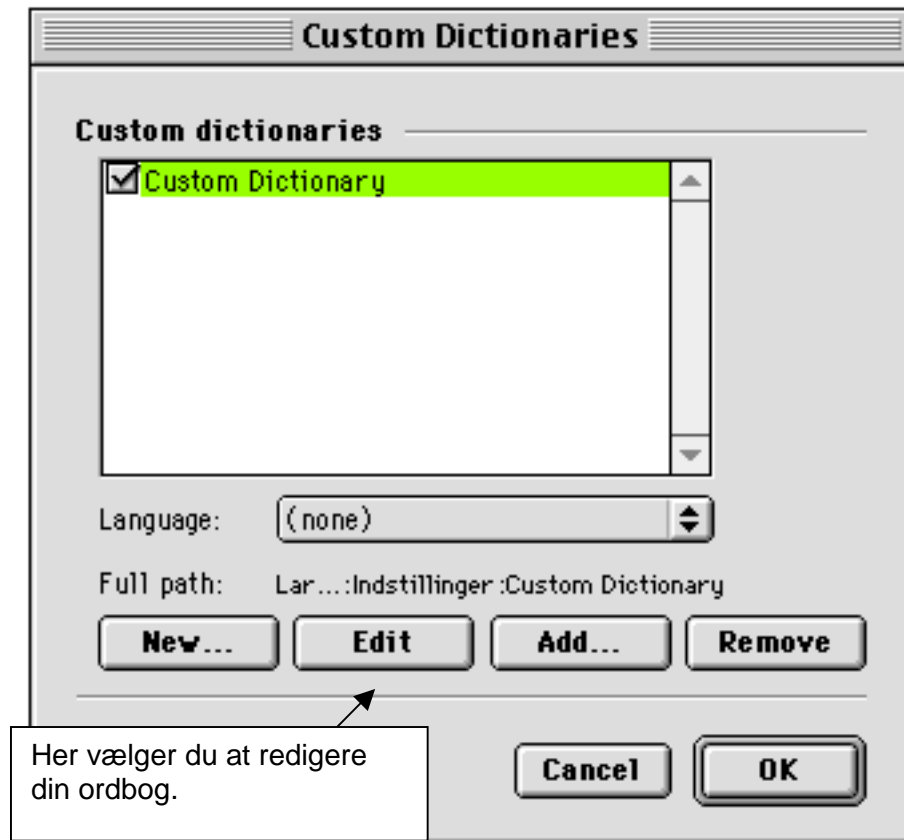 Custom Dictionaries
Custom dictionaries
Custom Dictionary
Language: (none)
Full path: Lar...:Indstillinger:Custom Dictionary
New... Edit Add... Remove
Her vælger du at redigere
din ordbog.
Cancel OK